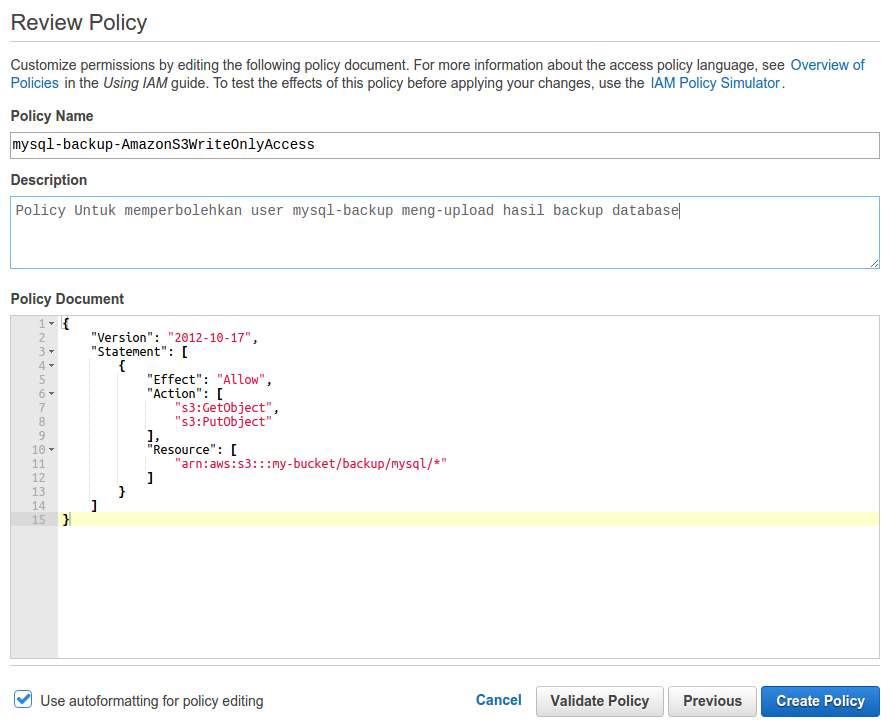 Review Policy
Customize permissions by editing the following policy document. For more information about the access policy language, see Overview of
Policies in the Using IAM guide. To test the effects of this policy before applying your changes, use the IAM Policy Simulator.
Policy Name
mysql-backup-AmazonS3WriteOnlyAccess
Description
Policy Untuk memperbolehkan user mysql-backup meng-upload hasil backup database
Policy Document
1 {
2     "Version": "2012-10-17",
3     "Statement": [
4         {
5             "Effect": "Allow",
6             "Action": [
7                 "s3:GetObject",
8                 "s3:PutObject"
9             ],
10             "Resource": [
11                 "arn:aws:s3:::my-bucket/backup/mysql/*"
12             ]
13         }
14     ]
15 }
Use autoformatting for policy editing Cancel Validate Policy Previous Create Policy